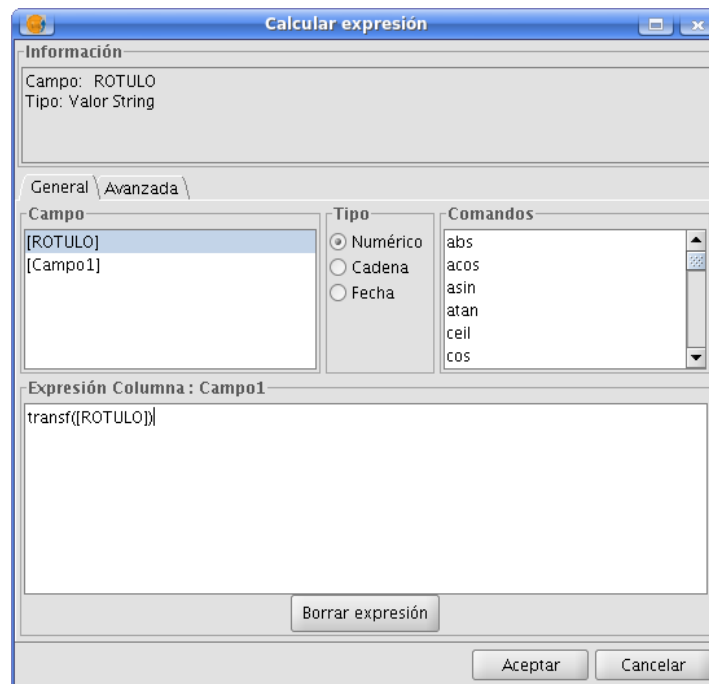 Calcular expresión
Información
Campo: ROTULO
Tipo: Valor String
General Avanzada
Campo Tipo Comandos
[ROTULO] Numérico abs
[Campo1] Cadena acos
Fecha asin
atan
ceil
cos
Expresión Columna : Campo1
transf([ROTULO])
Borrar expresión
Aceptar Cancelar